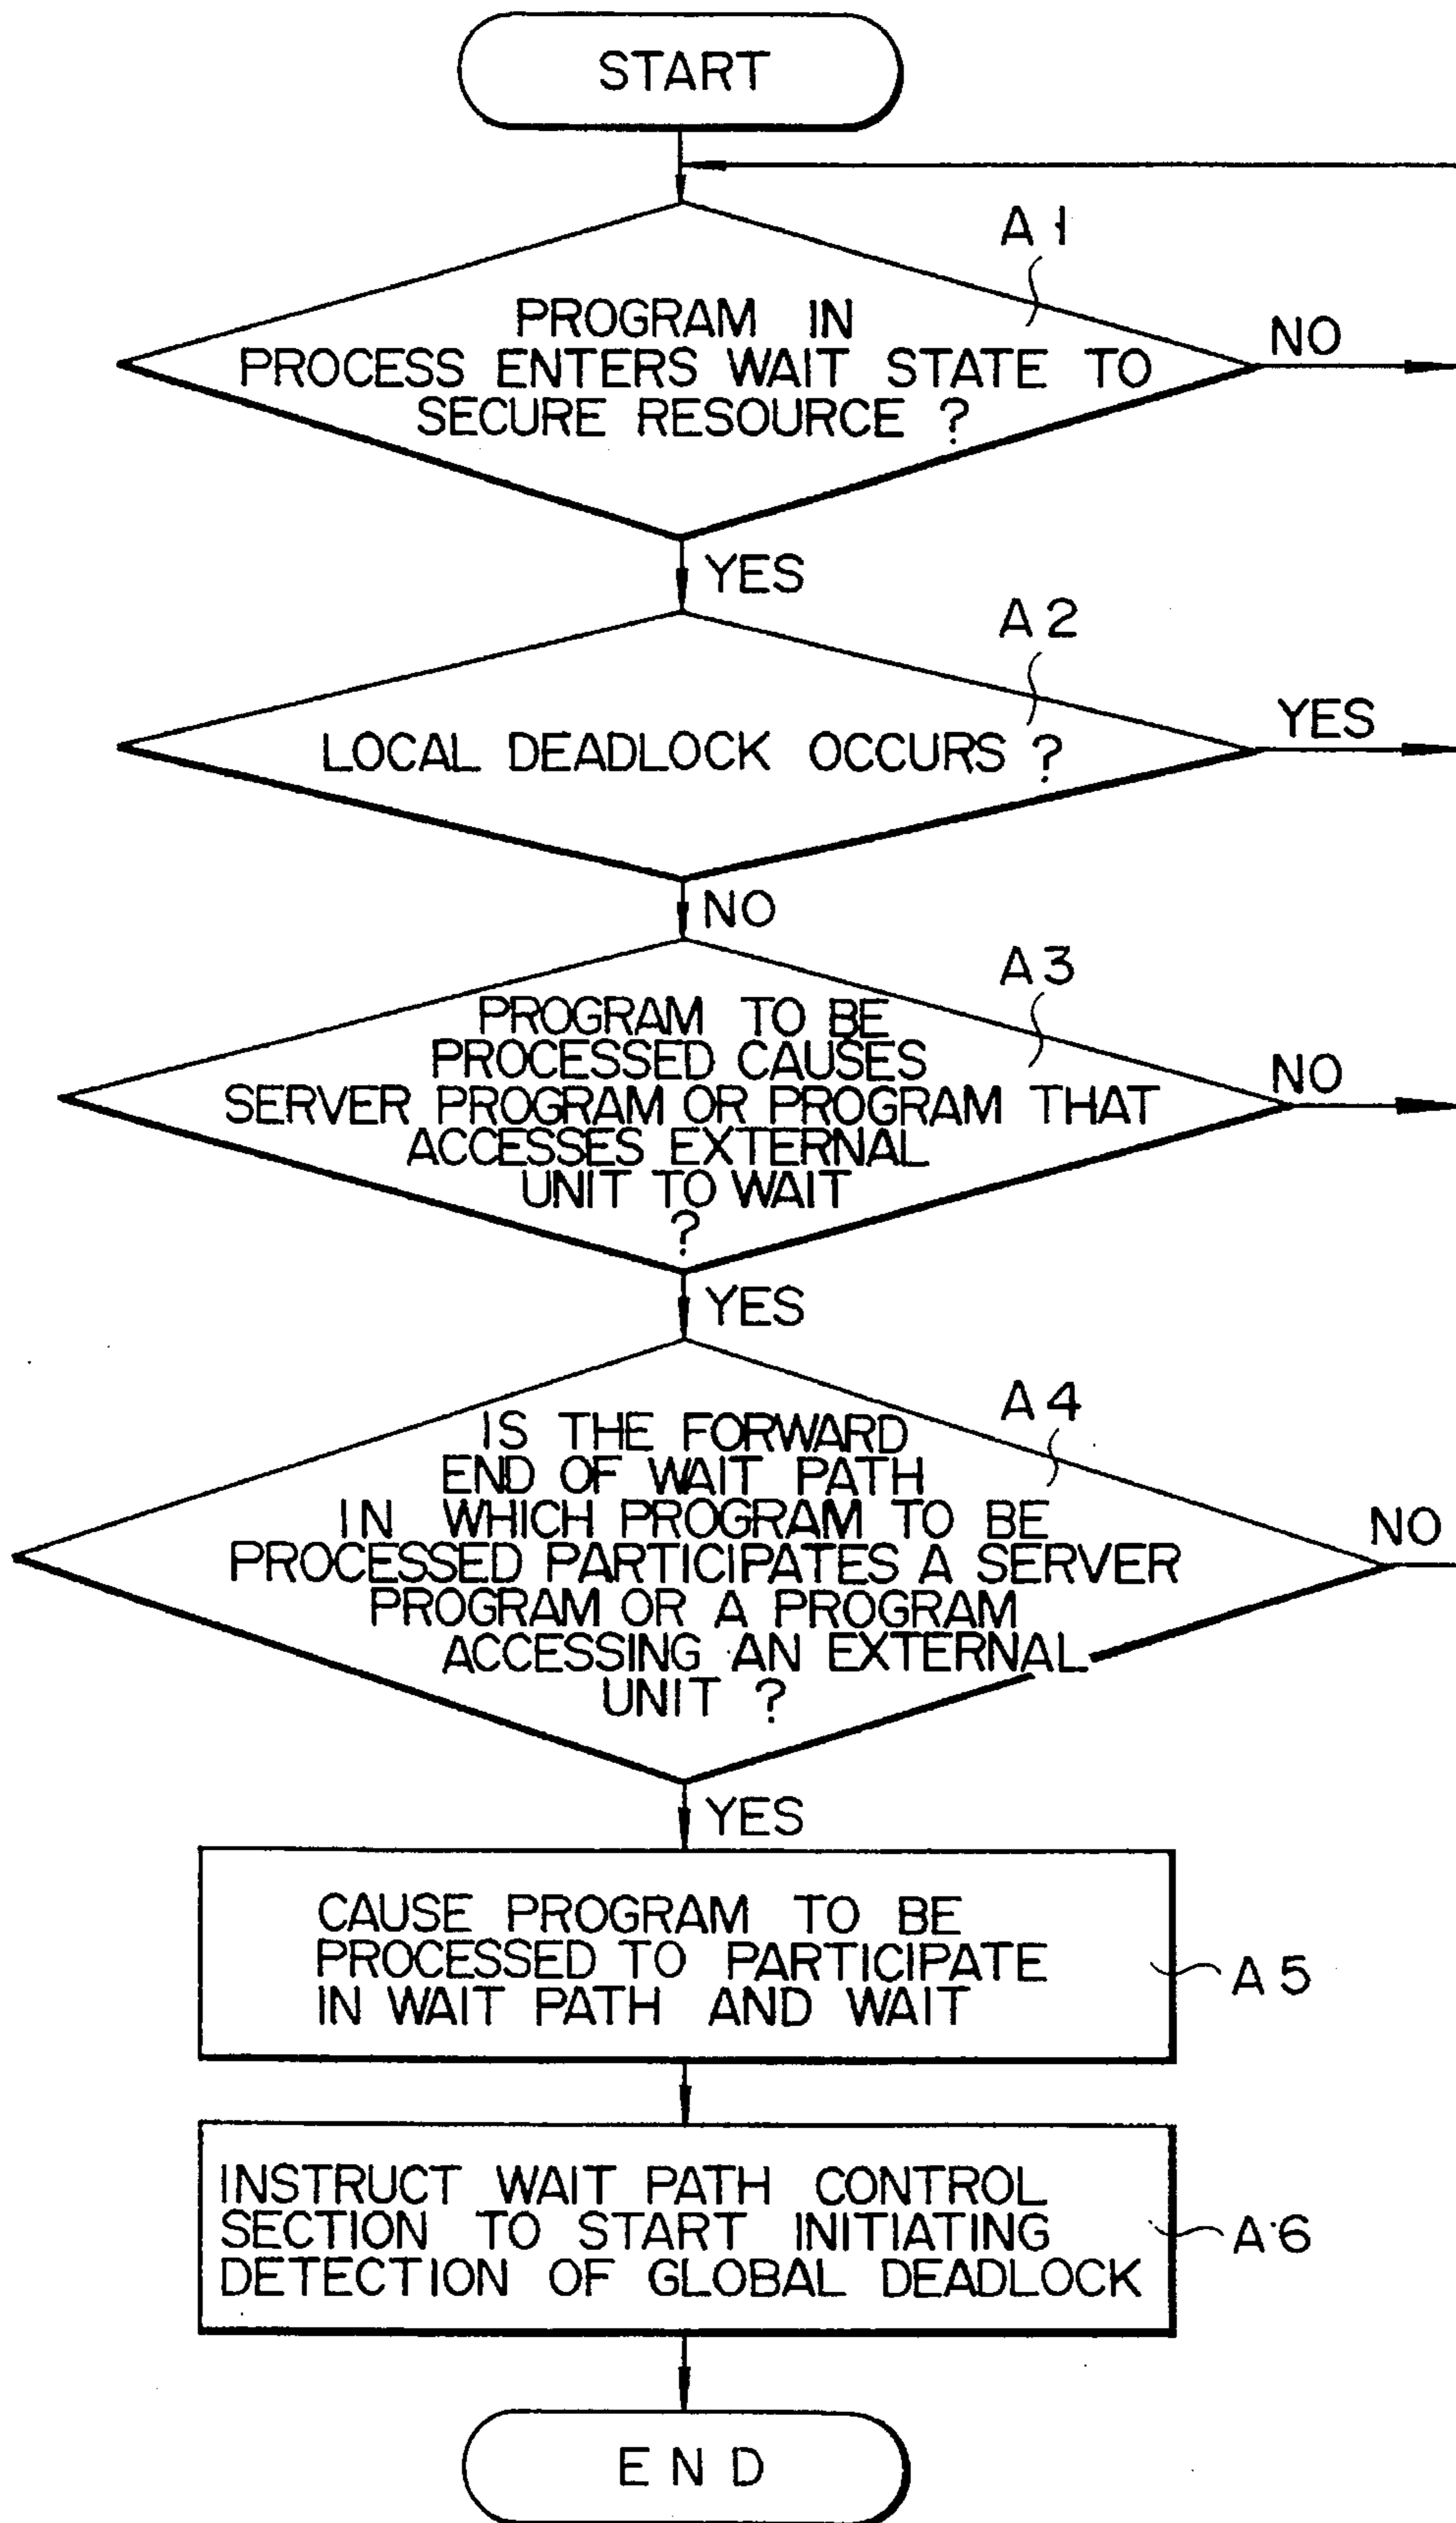 START
A1
PROGRAM IN
PROCESS ENTERS WAIT STATE TO
SECURE RESOURCE ?
NO
YES
A2
LOCAL DEADLOCK OCCURS ?
YES
NO
A3
PROGRAM TO BE
PROCESSED CAUSES
SERVER PROGRAM OR PROGRAM THAT
ACCESSES EXTERNAL
UNIT TO WAIT
?
NO
YES
A4
IS THE FORWARD
END OF WAIT PATH
IN WHICH PROGRAM TO BE
PROCESSED PARTICIPATES A SERVER
PROGRAM OR A PROGRAM
ACCESSING AN EXTERNAL
UNIT ?
NO
YES
CAUSE PROGRAM TO BE
PROCESSED TO PARTICIPATE
IN WAIT PATH AND WAIT
A5
INSTRUCT WAIT PATH CONTROL
SECTION TO START INITIATING
DETECTION OF GLOBAL DEADLOCK
A6
END